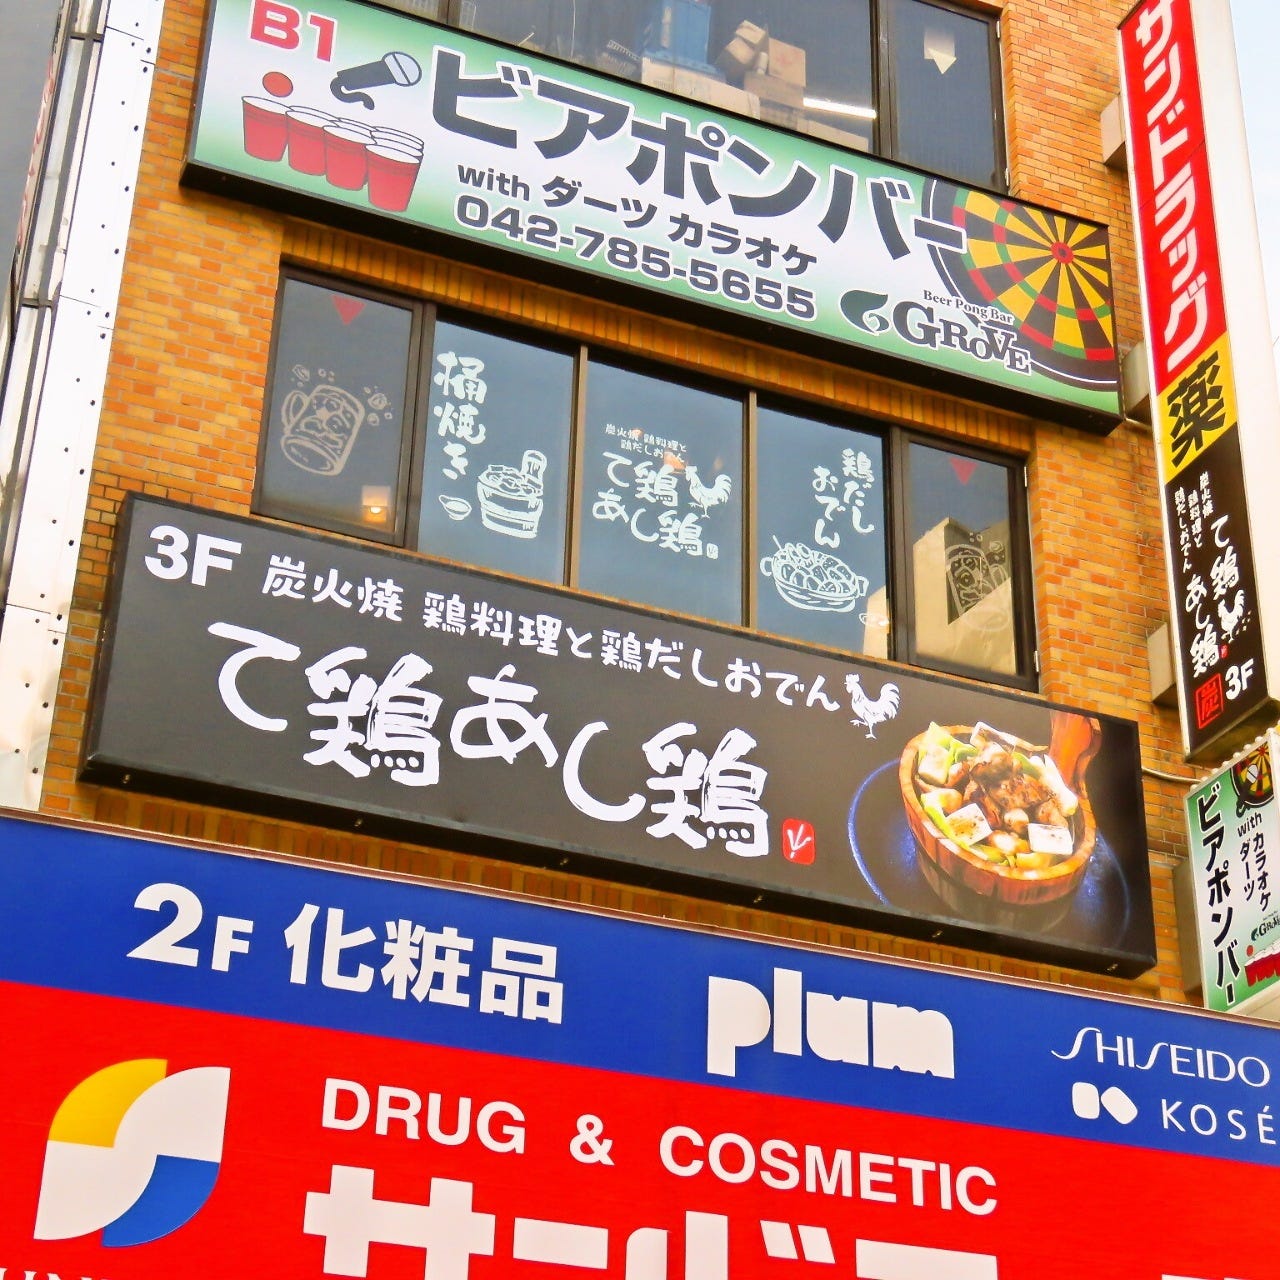 B1
ビアポンバー
with ダーツ カラオケ
042-785-5655
Beer Pong Bar
GROVE
桶焼き
炭火焼 鶏料理と
鶏だしおでん
て鶏
あし鶏
鶏だし
おでん
3F 炭火焼 鶏料理と鶏だしおでん
て鶏あし鶏
2F 化粧品
plum
SHISEIDO
KOSÉ
DRUG & COSMETIC
サンドラッグ
薬
炭火焼
鶏料理と
鶏だしおでん
て鶏
あし鶏
炭
3F
ビアポンバー
with カラオケ
ダーツ
GROVE